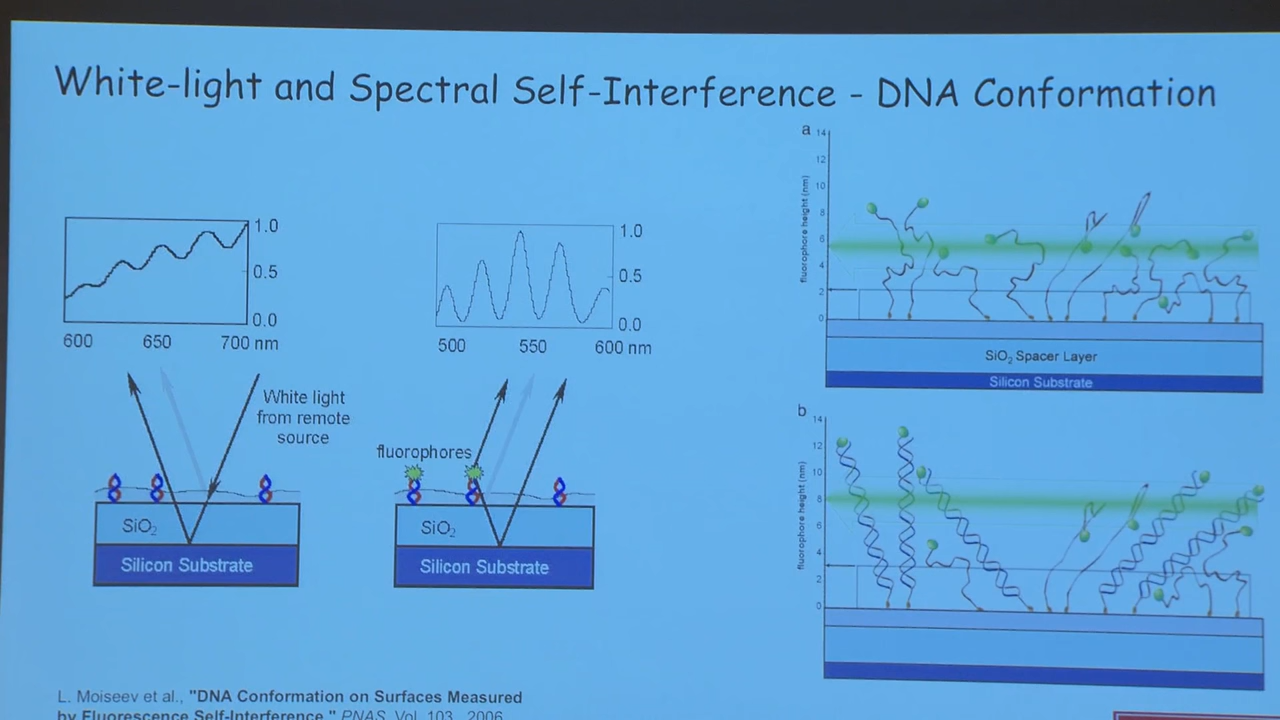 White-light and Spectral Self-Interference - DNA Conformation
1.0
0.5
0.0
600 650 700 nm
White light
from remote
source
SiO₂
Silicon Substrate
1.0
0.5
0.0
500 550 600 nm
fluorophores
SiO₂
Silicon Substrate
a
14
12
10
8
6
4
2
0
fluorophore height (nm)
SiO₂ Spacer Layer
Silicon Substrate
b
14
12
10
8
6
4
2
0
fluorophore height (nm)
L. Moiseev et al., "DNA Conformation on Surfaces Measured
by Fluorescence Self-Interference," PNAS, Vol. 103, 2006